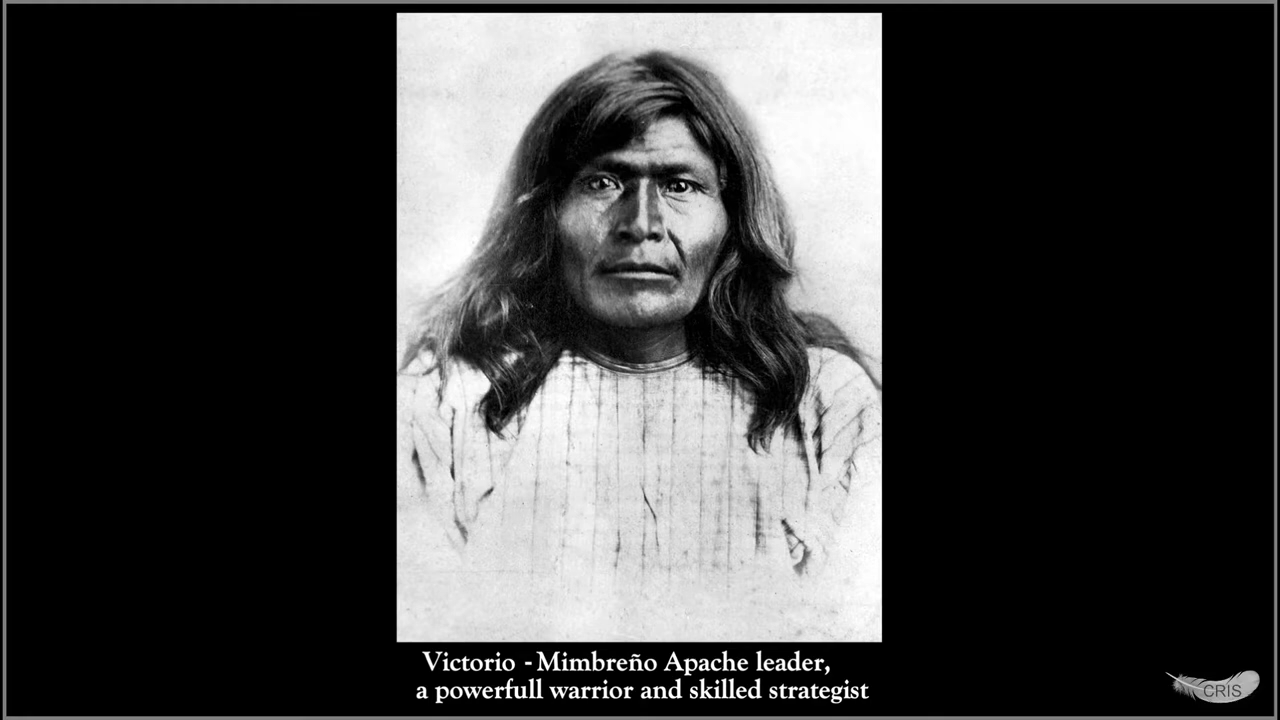 Victorio - Mimbreño Apache leader,
a powerfull warrior and skilled strategist
CRIS